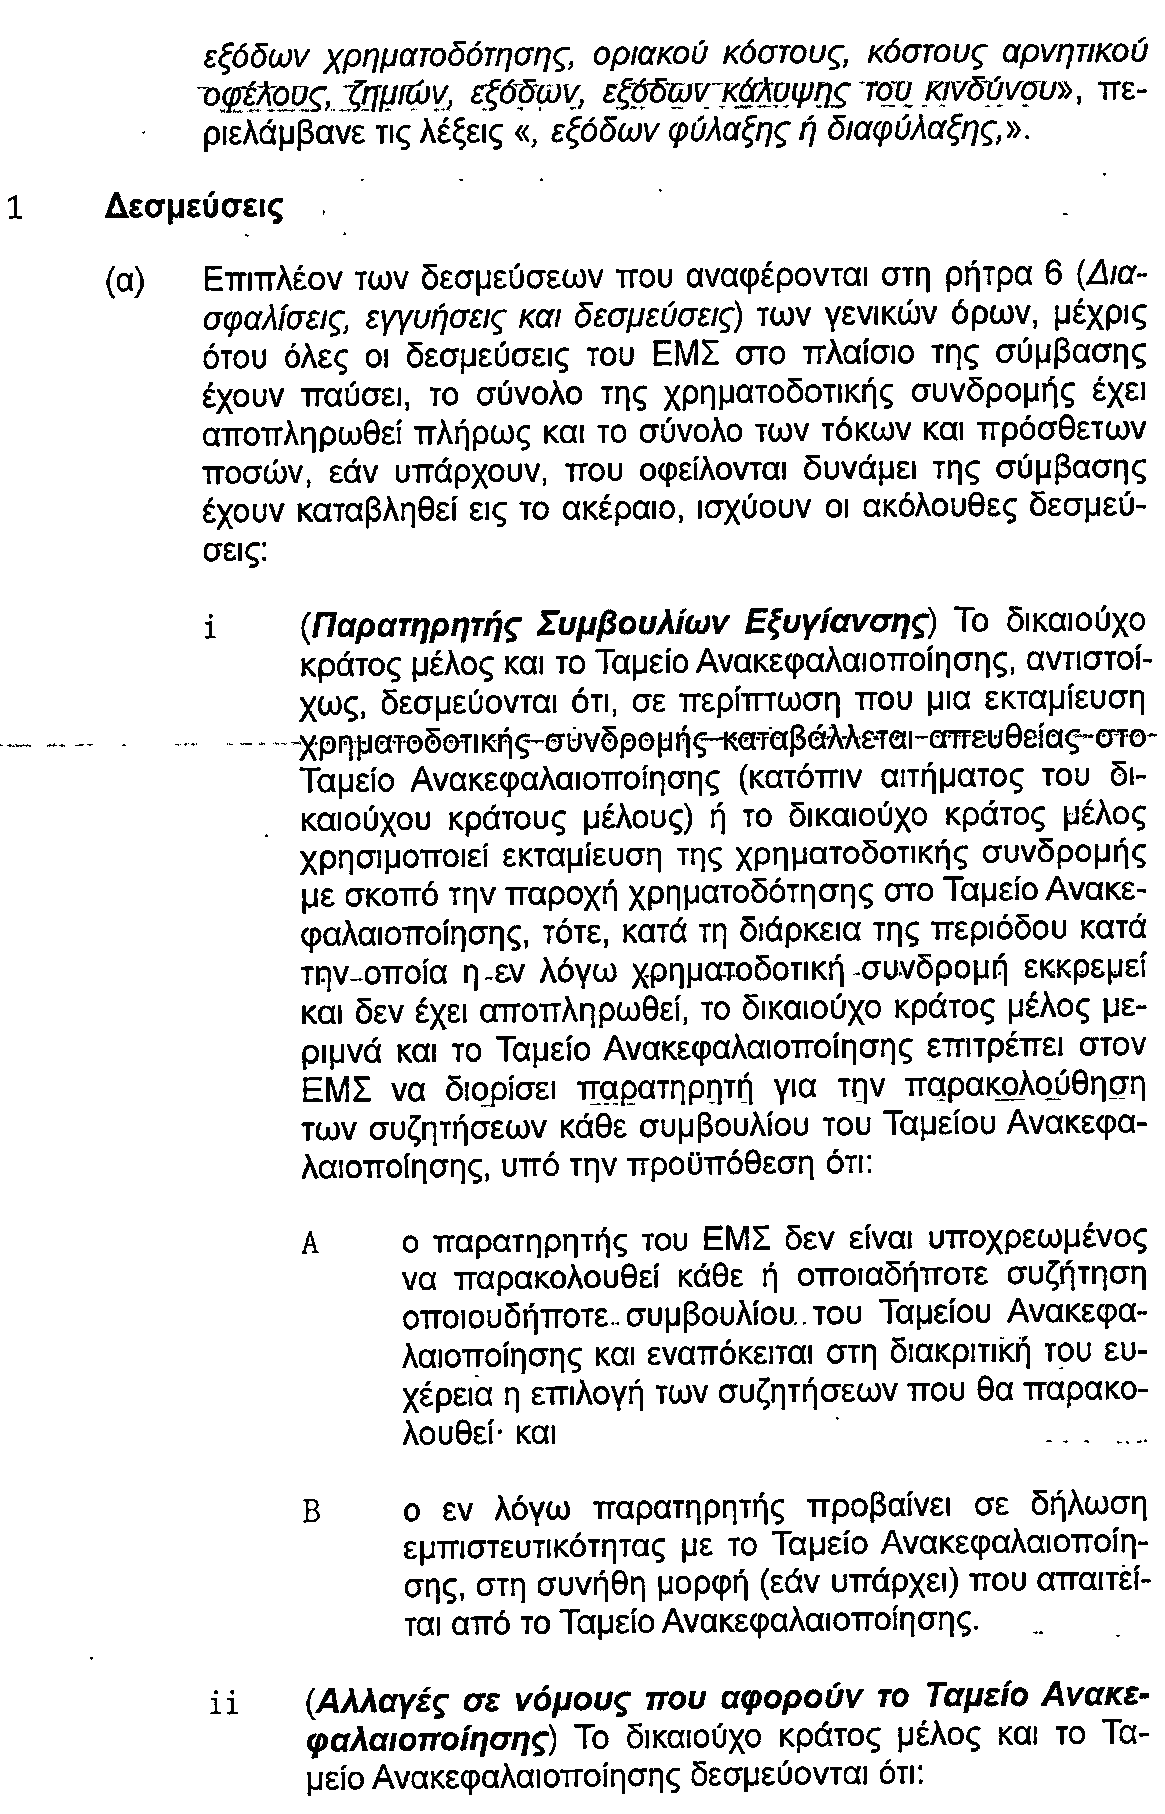 εξόδων χρηματοδότησης, οριακού κόστους, κόστους αρνητικού
οφέλους, ζημιών, εξόδων, εξόδων κάλυψης του κινδύνου», πε-
ριελάμβανε τις λέξεις «, εξόδων φύλαξης ή διαφύλαξης,».
1 Δεσμεύσεις
(α) Επιπλέον των δεσμεύσεων που αναφέρονται στη ρήτρα 6 (Δια-
σφαλίσεις, εγγυήσεις και δεσμεύσεις) των γενικών όρων, μέχρις
ότου όλες οι δεσμεύσεις του ΕΜΣ στο πλαίσιο της σύμβασης
έχουν παύσει, το σύνολο της χρηματοδοτικής συνδρομής έχει
αποπληρωθεί πλήρως και το σύνολο των τόκων και πρόσθετων
ποσών, εάν υπάρχουν, που οφείλονται δυνάμει της σύμβασης
έχουν καταβληθεί εις το ακέραιο, ισχύουν οι ακόλουθες δεσμεύ-
σεις:
i (Παρατηρητής Συμβουλίων Εξυγίανσης) Το δικαιούχο
κράτος μέλος και το Ταμείο Ανακεφαλαιοποίησης, αντιστοί-
χως, δεσμεύονται ότι, σε περίπτωση που μια εκταμίευση
χρηματοδοτικής συνδρομής καταβάλλεται απευθείας στο
Ταμείο Ανακεφαλαιοποίησης (κατόπιν αιτήματος του δι-
καιούχου κράτους μέλους) ή το δικαιούχο κράτος μέλος
χρησιμοποιεί εκταμίευση της χρηματοδοτικής συνδρομής
με σκοπό την παροχή χρηματοδότησης στο Ταμείο Ανακε-
φαλαιοποίησης, τότε, κατά τη διάρκεια της περιόδου κατά
την οποία η εν λόγω χρηματοδοτική συνδρομή εκκρεμεί
και δεν έχει αποπληρωθεί, το δικαιούχο κράτος μέλος με-
ριμνά και το Ταμείο Ανακεφαλαιοποίησης επιτρέπει στον
ΕΜΣ να διορίσει παρατηρητή για την παρακολούθηση
των συζητήσεων κάθε συμβουλίου του Ταμείου Ανακεφα-
λαιοποίησης, υπό την προϋπόθεση ότι:
A ο παρατηρητής του ΕΜΣ δεν είναι υποχρεωμένος
να παρακολουθεί κάθε ή οποιαδήποτε συζήτηση
οποιουδήποτε συμβουλίου του Ταμείου Ανακεφα-
λαιοποίησης και εναπόκειται στη διακριτική του ευ-
χέρεια η επιλογή των συζητήσεων που θα παρακο-
λουθεί· και
B ο εν λόγω παρατηρητής προβαίνει σε δήλωση
εμπιστευτικότητας με το Ταμείο Ανακεφαλαιοποίη-
σης, στη συνήθη μορφή (εάν υπάρχει) που απαιτεί-
ται από το Ταμείο Ανακεφαλαιοποίησης.
ii (Αλλαγές σε νόμους που αφορούν το Ταμείο Ανακε-
φαλαιοποίησης) Το δικαιούχο κράτος μέλος και το Τα-
μείο Ανακεφαλαιοποίησης δεσμεύονται ότι: